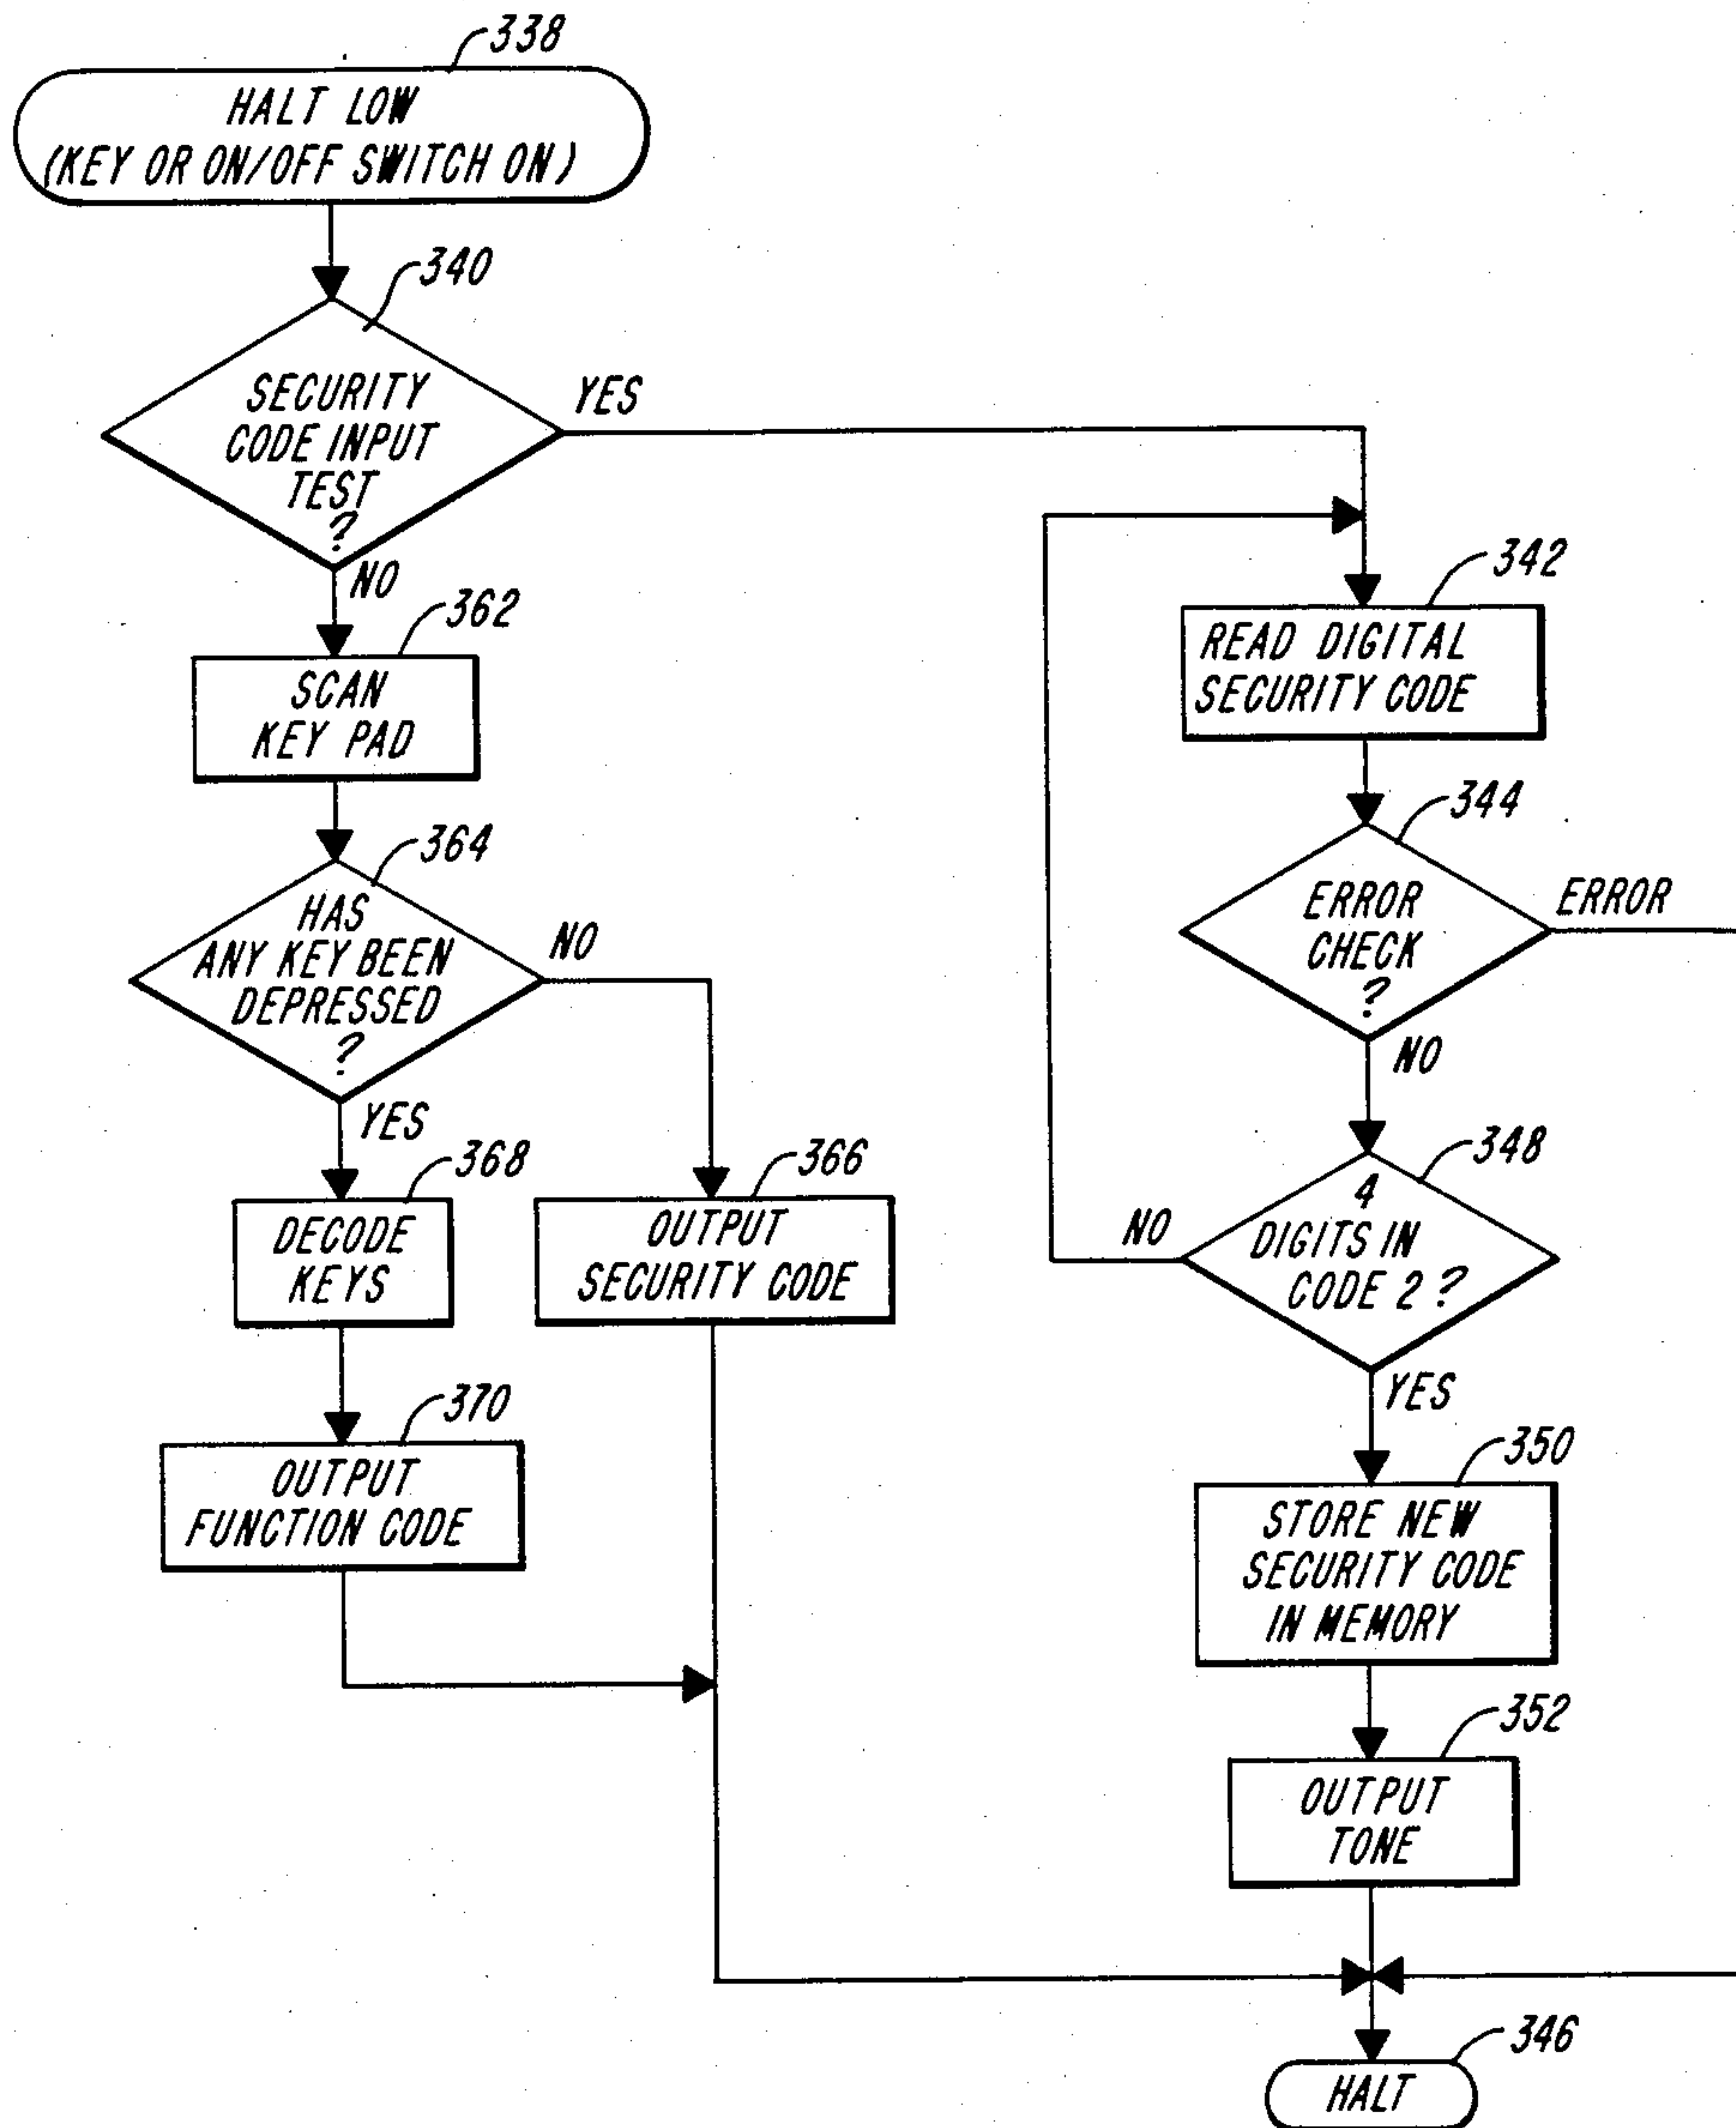 338
HALT LOW
(KEY OR ON/OFF SWITCH ON)
340
SECURITY
CODE INPUT
TEST
?
YES
NO
362
SCAN
KEY PAD
364
HAS
ANY KEY BEEN
DEPRESSED
?
NO
YES
368
DECODE
KEYS
366
OUTPUT
SECURITY CODE
370
OUTPUT
FUNCTION CODE
342
READ DIGITAL
SECURITY CODE
344
ERROR
CHECK
?
ERROR
NO
348
4
DIGITS IN
CODE 2 ?
NO
YES
350
STORE NEW
SECURITY CODE
IN MEMORY
352
OUTPUT
TONE
346
HALT